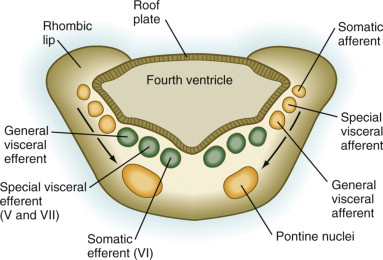 Roof
plate
Rhombic
lip
Somatic
afferent
Fourth ventricle
General
visceral
efferent
Special
visceral
afferent
Special visceral
efferent
(V and VII)
General
visceral
afferent
Somatic
efferent (VI)
Pontine nuclei